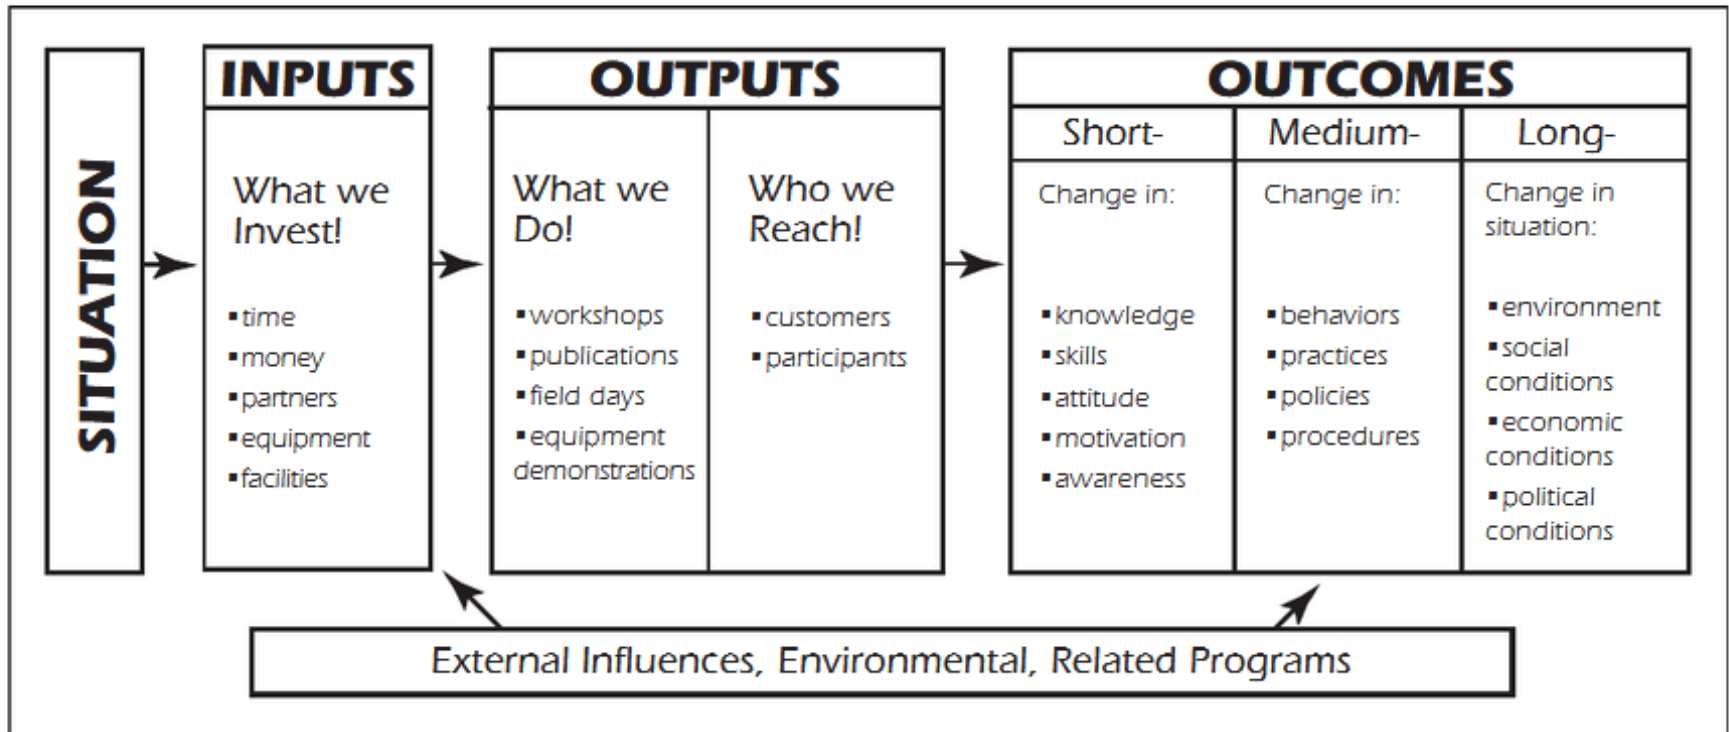 SITUATION
INPUTS
What we
Invest!
▪time
▪money
▪partners
▪equipment
▪facilities
OUTPUTS
What we
Do!
▪workshops
▪publications
▪field days
▪equipment
demonstrations
Who we
Reach!
▪customers
▪participants
OUTCOMES
Short-
Change in:
▪knowledge
▪skills
▪attitude
▪motivation
▪awareness
Medium-
Change in:
▪behaviors
▪practices
▪policies
▪procedures
Long-
Change in
situation:
▪environment
▪social
conditions
▪economic
conditions
▪political
conditions
External Influences, Environmental, Related Programs